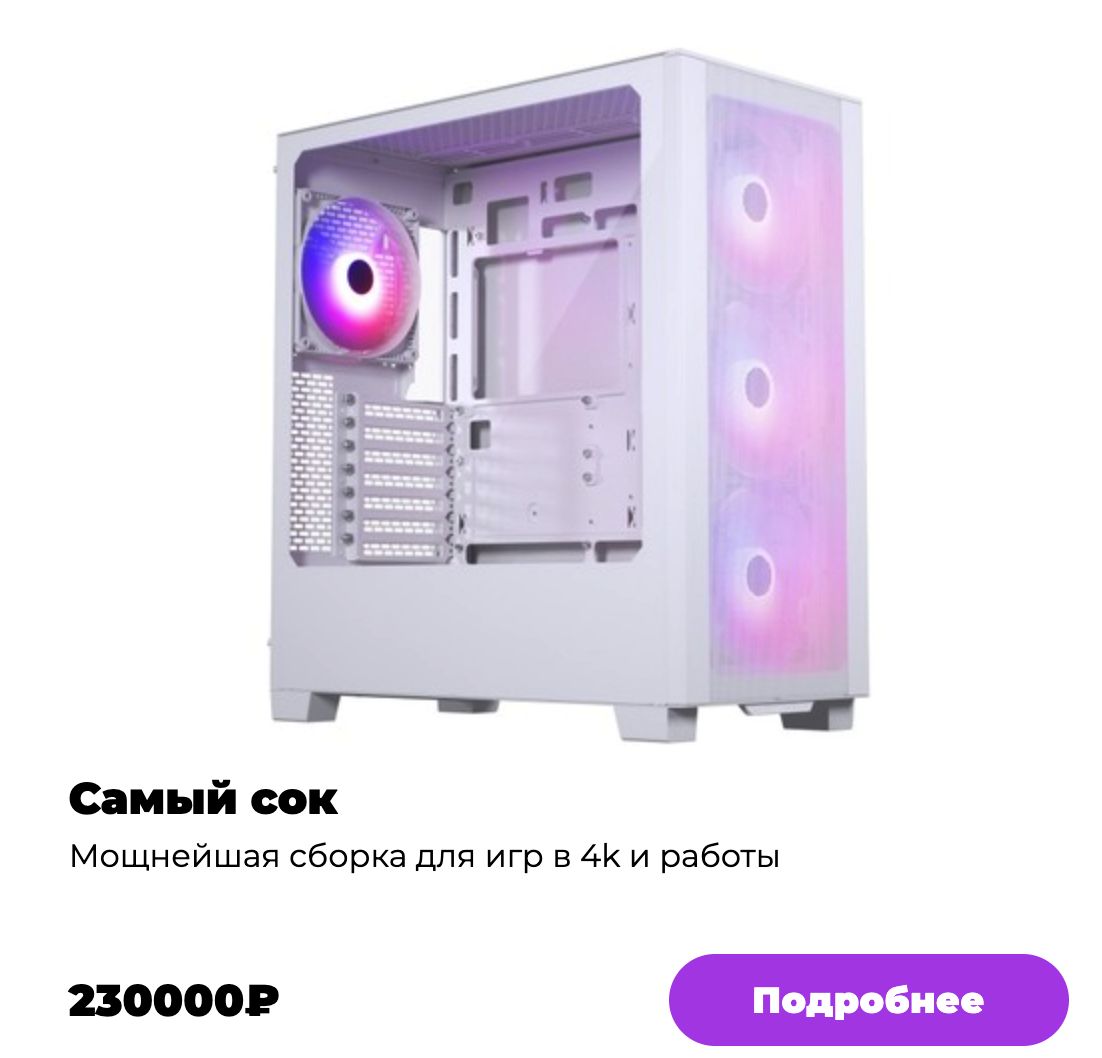 Самый сок
Мощнейшая сборка для игр в 4k и работы
230000₽
Подробнее